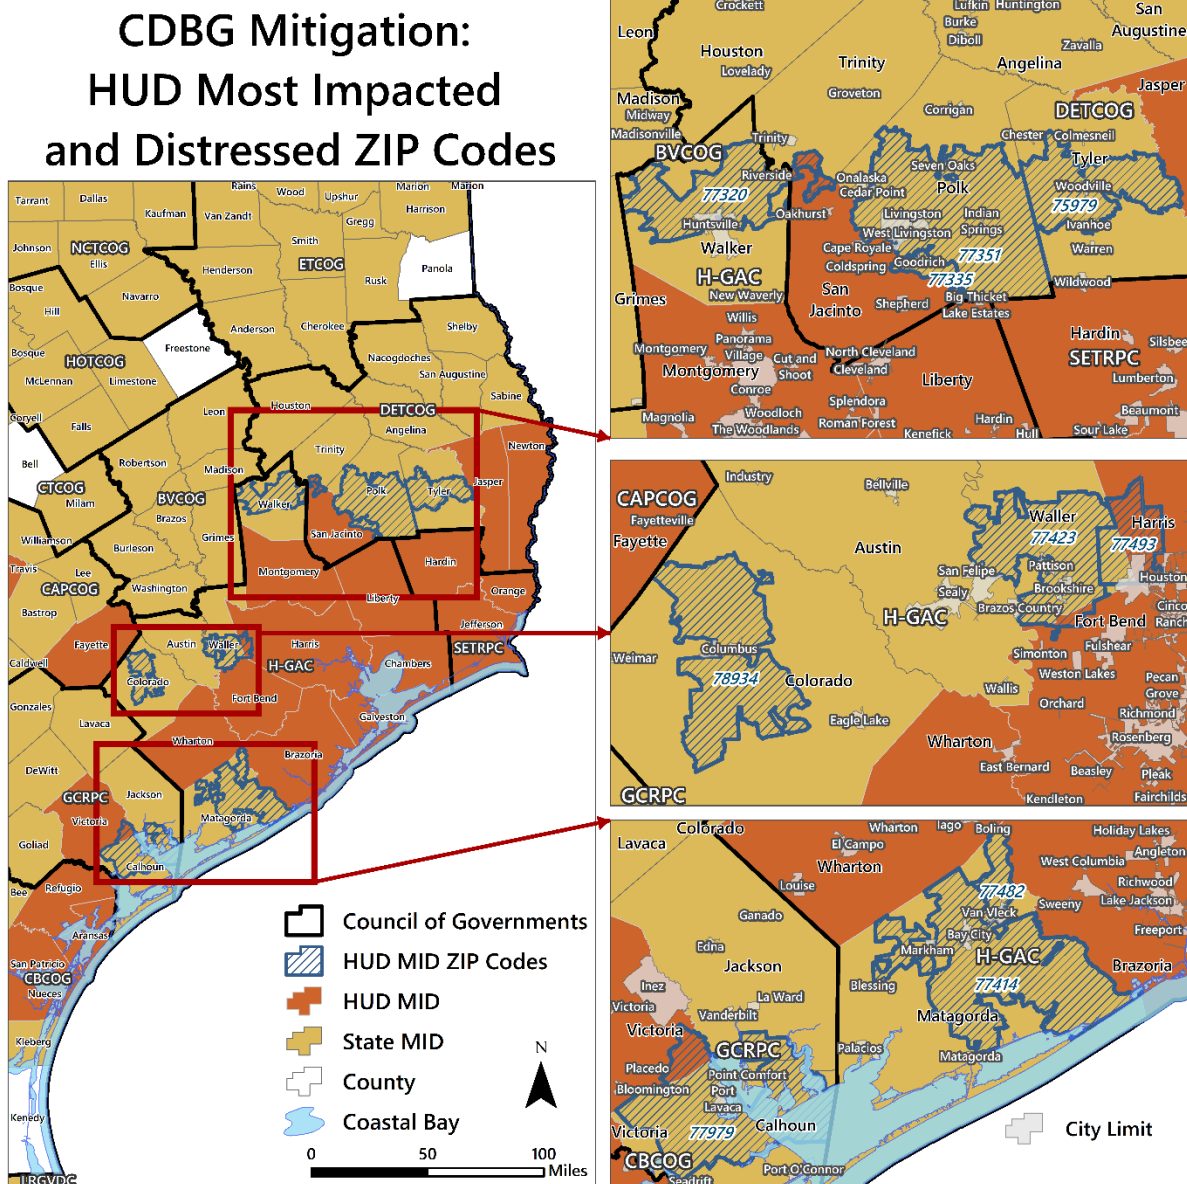 CDBG Mitigation:
HUD Most Impacted
and Distressed ZIP Codes
Tarrant
Dallas
Kaufman
Rains
Wood
Upshur
Marion
Marion
Van Zandt
Gregg
Harrison
Johnson
NCTCOG
Ellis
Smith
ETCOG
Henderson
Rusk
Panola
Bosque
Navarro
Hill
Anderson
Cherokee
Shelby
Freestone
Bosque
HOTCOG
Nacogdoches
McLennan
Limestone
San Augustine
Sabine
Leon
Houston
DETCOG
Coryell
Falls
Angelina
Trinity
Newton
Bell
Robertson
Madison
CTCOG
Milam
BVCOG
Walker
Polk
Tyler
Jasper
Brazos
Williamson
Burleson
Grimes
San Jacinto
Travis
Lee
Montgomery
Hardin
CAPCOG
Washington
Liberty
Orange
Bastrop
Jefferson
Fayette
Austin
Waller
Harris
SETRPC
Caldwell
H-GAC
Chambers
Colorado
Gonzales
Fort Bend
Lavaca
Galveston
Wharton
Brazoria
DeWitt
GCRPC
Jackson
Victoria
Matagorda
Goliad
Calhoun
Bee
Refugio
Aransas
San Patricio
CBCOG
Nueces
Kleberg
Kenedy
LRGVDC
Council of Governments
HUD MID ZIP Codes
HUD MID
State MID
County
Coastal Bay
N
0
50
100
Miles
Crockett
Lufkin
Huntington
San
Augustine
Leon
Burke
Diboll
Houston
Zavalla
Lovelady
Trinity
Angelina
Jasper
Madison
Groveton
Midway
Corrigan
DETCOG
Madisonville
Trinity
Chester
Colmesneil
BVCOG
Seven Oaks
Tyler
Riverside
Onalaska
Cedar Point
Polk
Woodville
77320
75979
Oakhurst
Livingston
Indian
Springs
Huntsville
West Livingston
Ivanhoe
Walker
Cape Royale
77351
Warren
Coldspring
Goodrich
H-GAC
77335
Wildwood
New Waverly
San
Jacinto
Big Thicket
Lake Estates
Grimes
Shepherd
Willis
Hardin
Panorama
Village
North Cleveland
Silsbee
Montgomery
Cut and
Shoot
SETRPC
Montgomery
Cleveland
Conroe
Liberty
Lumberton
Splendora
Magnolia
Woodloch
Roman Forest
Hardin
Beaumont
The Woodlands
Kenefick
Hull
Sour Lake
Industry
Bellville
CAPCOG
Fayetteville
Waller
Harris
Fayette
Austin
77423
77493
San Felipe
Pattison
Houston
Sealy
Brookshire
H-GAC
Brazos Country
Cinco
Ranch
Fort Bend
Columbus
Simonton
Fulshear
Weimar
Weston Lakes
78934
Colorado
Wallis
Pecan
Grove
Orchard
Eagle Lake
Richmond
Wharton
Rosenberg
East Bernard
Beasley
Pleak
GCRPC
Kendleton
Fairchilds
Colorado
Wharton
Iago
Boling
Holiday Lakes
Lavaca
El Campo
Angleton
Wharton
West Columbia
Louise
77482
Richwood
Van Vleck
Sweeny
Lake Jackson
Ganado
Bay City
Freeport
Edna
Markham
H-GAC
Jackson
Brazoria
Inez
Blessing
77414
La Ward
Victoria
Vanderbilt
Matagorda
Victoria
GCRPC
Palacios
Matagorda
Placedo
Point Comfort
Bloomington
Port
Lavaca
Victoria
77979
Calhoun
City Limit
CBCOG
Port O'Connor
Seadrift